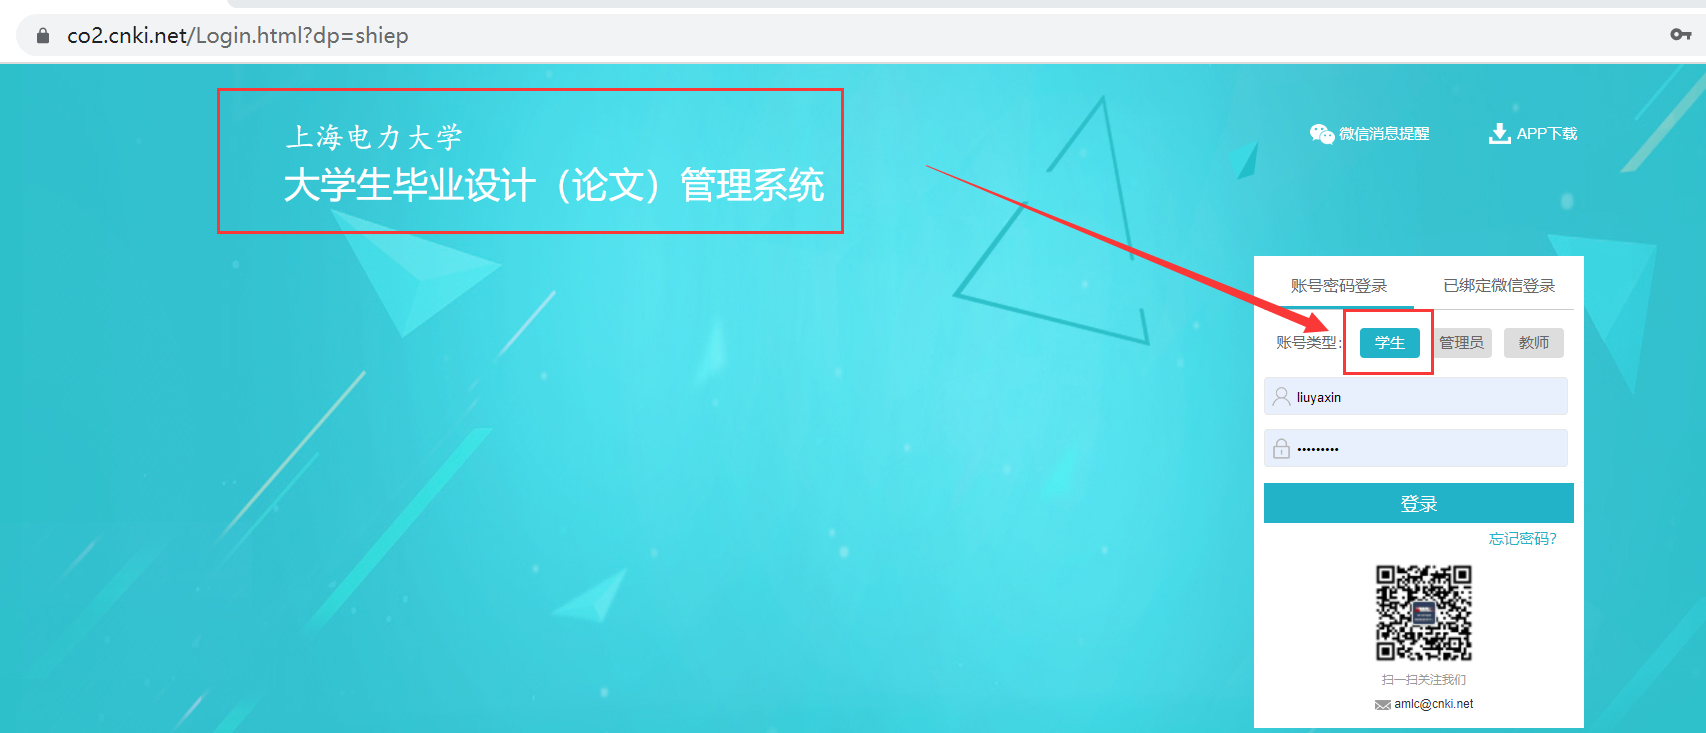 co2.cnki.net/Login.html?dp=shiep
上海电力大学
大学生毕业设计（论文）管理系统
微信消息提醒 APP下载
账号密码登录 已绑定微信登录
账号类型: 学生 管理员 教师
liuyaxin
•••••••••
登录
忘记密码?
扫一扫关注我们
amlc@cnki.net